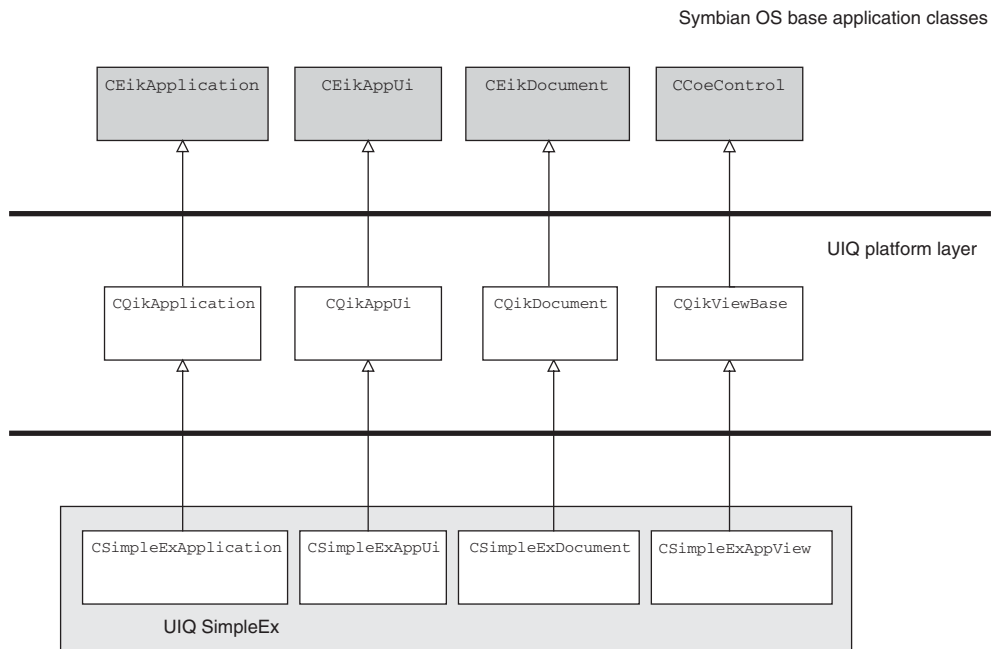 Symbian OS base application classes
CEikApplication
CEikAppUi
CEikDocument
CCoeControl
UIQ platform layer
CQikApplication
CQikAppUi
CQikDocument
CQikViewBase
CSimpleExApplication
CSimpleExAppUi
CSimpleExDocument
CSimpleExAppView
UIQ SimpleEx